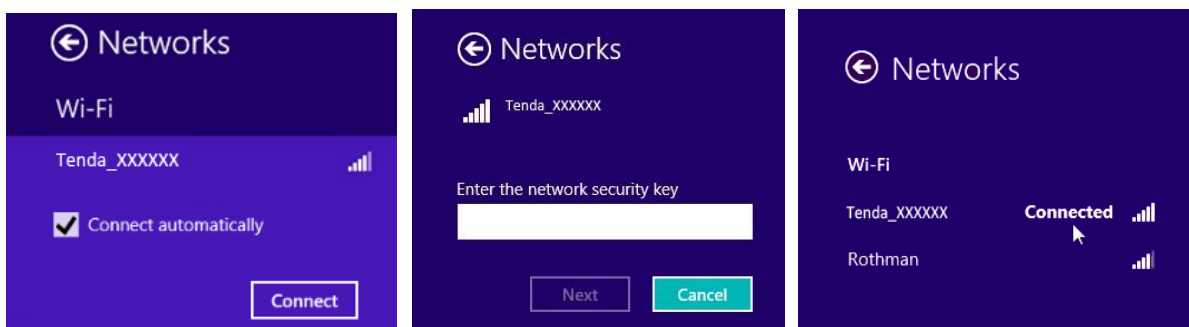 Networks
Wi-Fi
Tenda_XXXXXX
Connect automatically
Connect
Networks
Tenda_XXXXXX
Enter the network security key
Next
Cancel
Networks
Wi-Fi
Tenda_XXXXXX Connected
Rothman